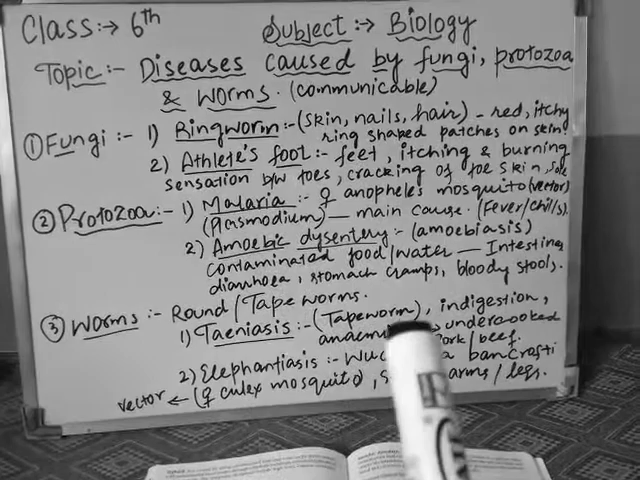 Class:→ 6th Subject:→ Biology
Topic:- Diseases caused by fungi, protozoa
& worms. (communicable)
① Fungi:- 1) Ringworm:- (skin, nails, hair) - red, itchy
ring shaped patches on skin
2) Athlete's foot:- feet, itching & burning
sensation b/w toes, cracking of toe skin, sole
② Protozoa:- 1) Malaria:- ♀ anopheles mosquito (vector)
(Plasmodium) — main cause. (Fever/chills).
2) Amoebic dysentery:- (amoebiasis)
contaminated food/water — Intestine,
diarrhoea, stomach cramps, bloody stools.
③ Worms:- Round/Tape worms.
1) Taeniasis:- (Tapeworm), indigestion,
undercooked
/beef.
2) Elephantiasis:- bancrofti
vector ← (♀ culex mosquito), arms/legs.